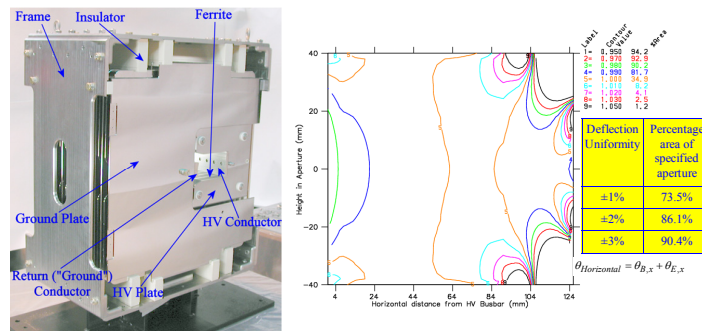 Frame
Insulator
Ferrite
Ground Plate
HV Conductor
Return ("Ground")
Conductor
HV Plate
Label
Contour
Value
%Area
1= 0.950 94.2
2= 0.970 92.9
3= 0.980 90.2
4= 0.990 81.7
5= 1.000 34.9
6= 1.010 8.2
7= 1.020 4.1
8= 1.030 2.5
9= 1.050 1.2
Height in Aperture (mm)
40
20
0
−20
−40
4 24 44 64 84 104 124
Horizontal distance from HV Busbar (mm)
Deflection Uniformity
Percentage area of specified aperture
±1% 73.5%
±2% 86.1%
±3% 90.4%
θHorizontal = θB,x + θE,x